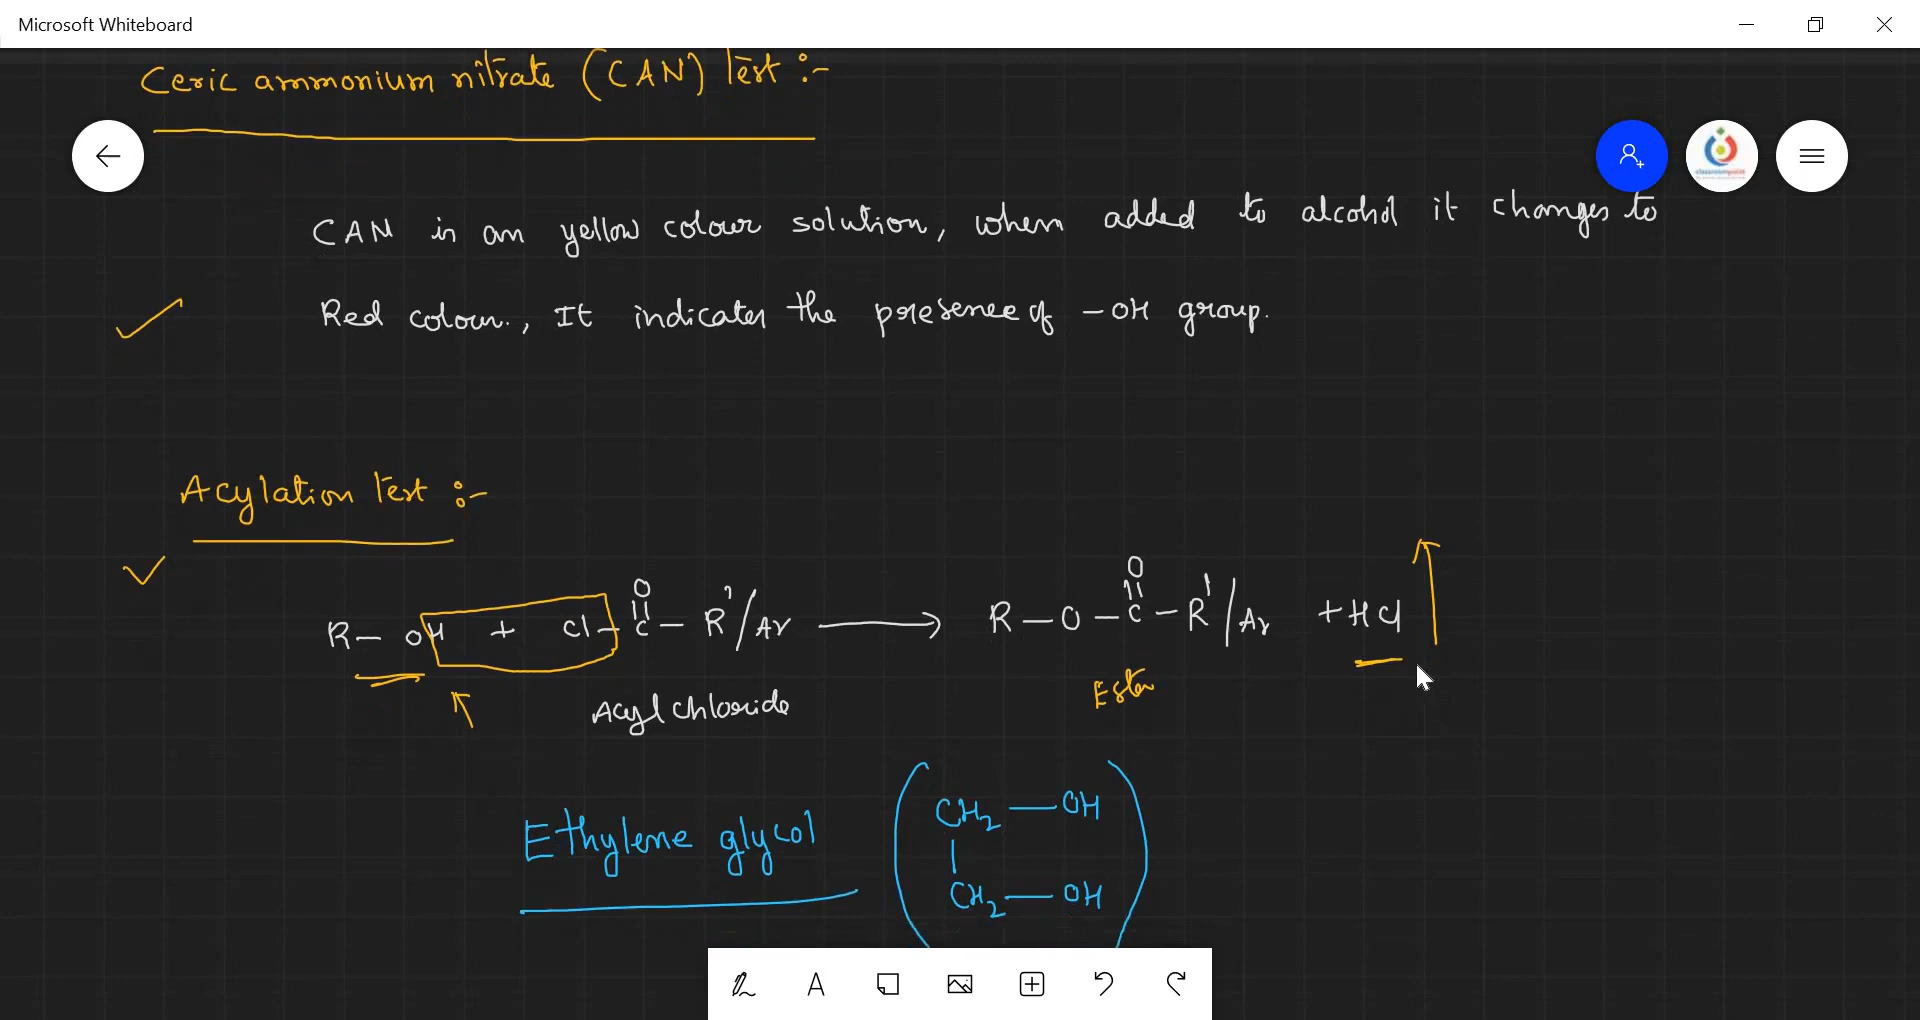 Microsoft Whiteboard
Ceric ammonium nitrate (CAN) Test :-
CAN is an yellow colour solution, when added to alcohol it changes to
Red colour., It indicates the presence of -OH group.
Acylation Test :-
R - OH + Cl - C - R'/Ar ⟶ R - O - C - R'/Ar + HCl ↑
O
O
Acyl chloride
Ester
Ethylene glycol
CH2 - OH
CH2 - OH
A